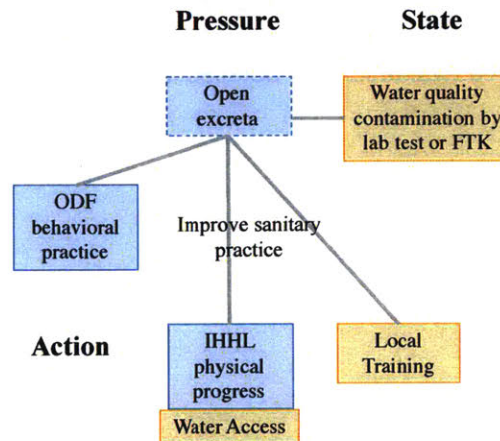 Pressure
State
Open
excreta
Water quality
contamination by
lab test or FTK
ODF
behavioral
practice
Improve sanitary
practice
Action
IHHL
physical
progress
Water Access
Local
Training